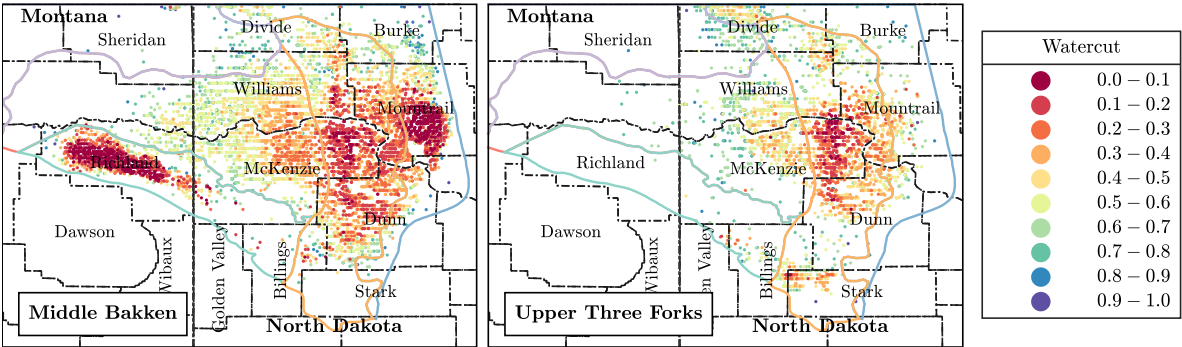 Montana
Sheridan
Divide
Burke
Williams
Mountrail
Richland
McKenzie
Dunn
Dawson
Wibaux
Golden Valley
Billings
Stark
Middle Bakken
North Dakota
Montana
Sheridan
Divide
Burke
Williams
Mountrail
Richland
McKenzie
Dunn
Dawson
Wibaux
en Valley
Billings
Stark
Upper Three Forks
North Dakota
Watercut
0.0 − 0.1
0.1 − 0.2
0.2 − 0.3
0.3 − 0.4
0.4 − 0.5
0.5 − 0.6
0.6 − 0.7
0.7 − 0.8
0.8 − 0.9
0.9 − 1.0